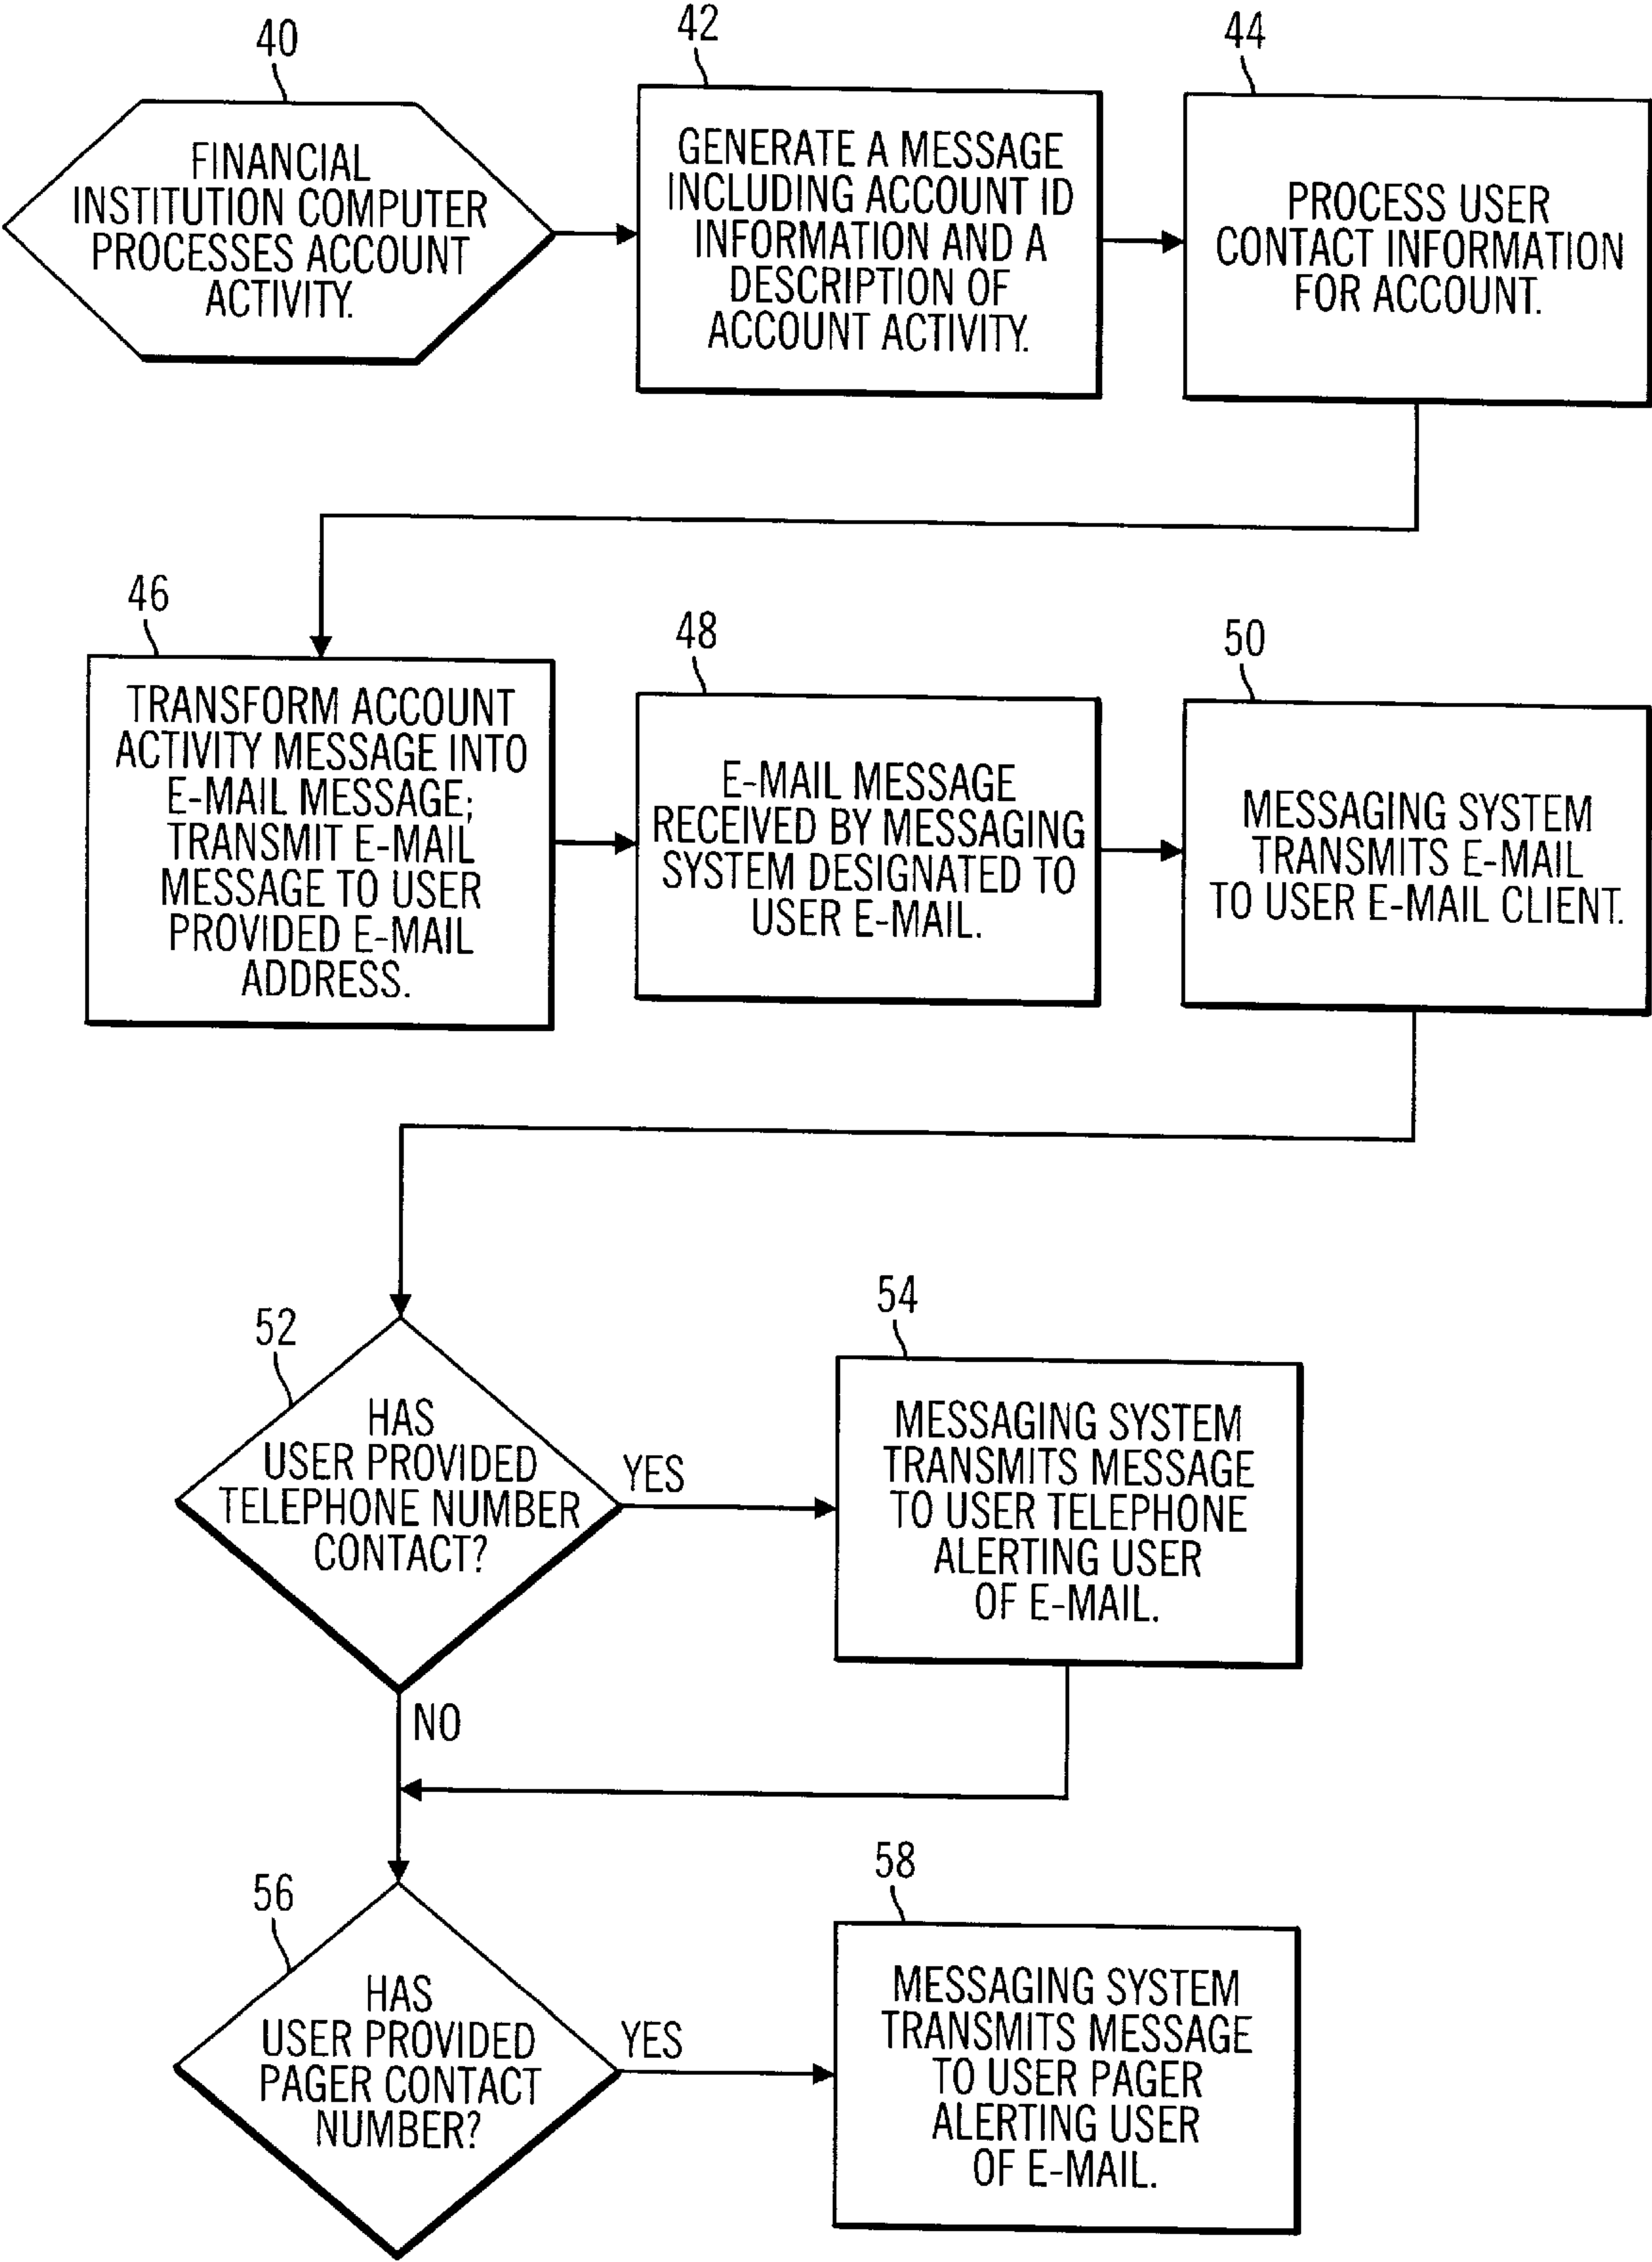 40
FINANCIAL
INSTITUTION COMPUTER
PROCESSES ACCOUNT
ACTIVITY.
42
GENERATE A MESSAGE
INCLUDING ACCOUNT ID
INFORMATION AND A
DESCRIPTION OF
ACCOUNT ACTIVITY.
44
PROCESS USER
CONTACT INFORMATION
FOR ACCOUNT.
46
TRANSFORM ACCOUNT
ACTIVITY MESSAGE INTO
E-MAIL MESSAGE;
TRANSMIT E-MAIL
MESSAGE TO USER
PROVIDED E-MAIL
ADDRESS.
48
E-MAIL MESSAGE
RECEIVED BY MESSAGING
SYSTEM DESIGNATED TO
USER E-MAIL.
50
MESSAGING SYSTEM
TRANSMITS E-MAIL
TO USER E-MAIL CLIENT.
52
HAS
USER PROVIDED
TELEPHONE NUMBER
CONTACT?
YES
NO
54
MESSAGING SYSTEM
TRANSMITS MESSAGE
TO USER TELEPHONE
ALERTING USER
OF E-MAIL.
56
HAS
USER PROVIDED
PAGER CONTACT
NUMBER?
YES
58
MESSAGING SYSTEM
TRANSMITS MESSAGE
TO USER PAGER
ALERTING USER
OF E-MAIL.